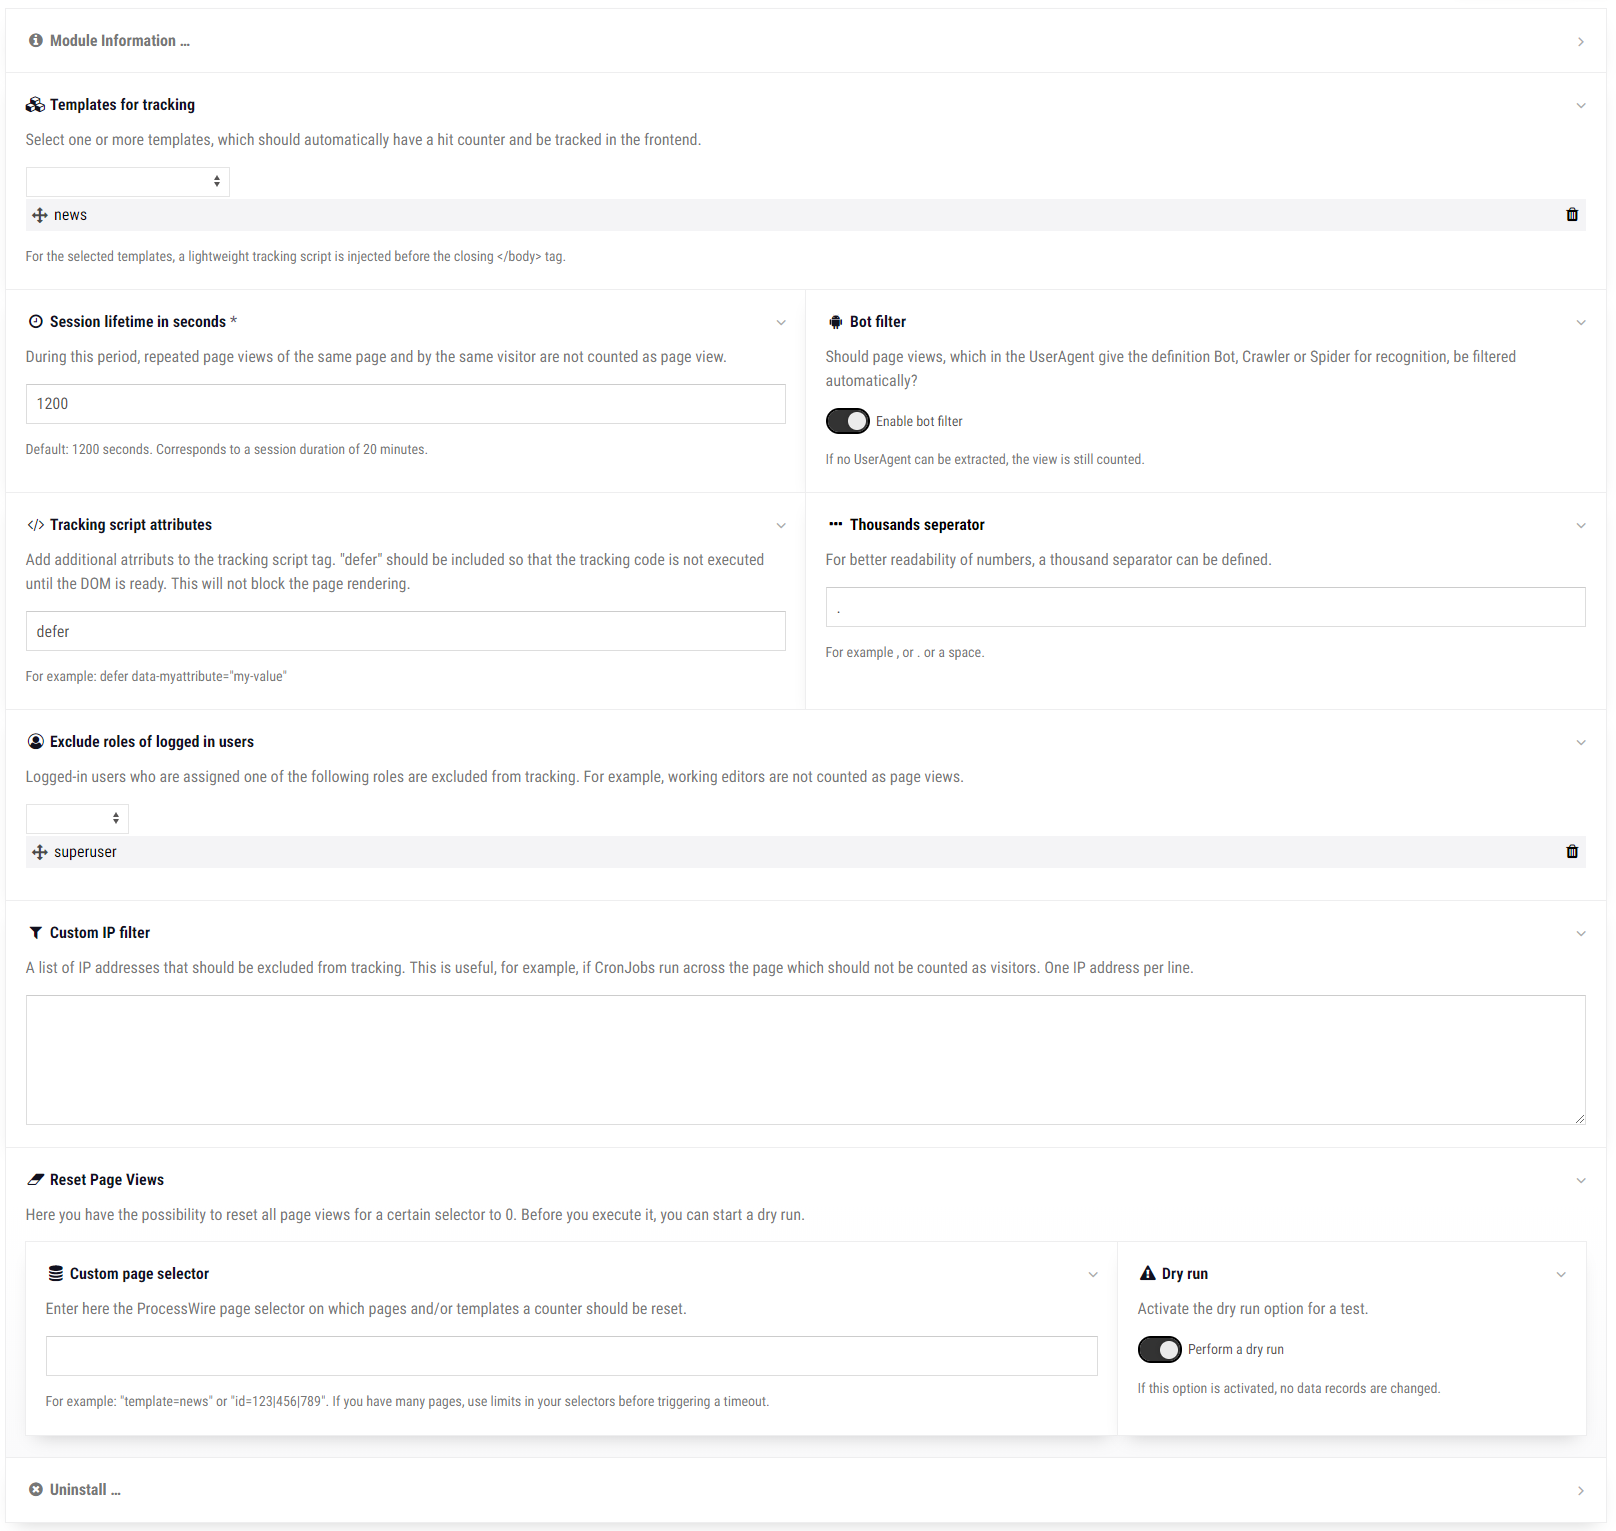 Module Information ...
Templates for tracking
Select one or more templates, which should automatically have a hit counter and be tracked in the frontend.
news
For the selected templates, a lightweight tracking script is injected before the closing </body> tag.
Session lifetime in seconds *
During this period, repeated page views of the same page and by the same visitor are not counted as page view.
1200
Default: 1200 seconds. Corresponds to a session duration of 20 minutes.
Bot filter
Should page views, which in the UserAgent give the definition Bot, Crawler or Spider for recognition, be filtered
automatically?
Enable bot filter
If no UserAgent can be extracted, the view is still counted.
Tracking script attributes
Add additional atrributs to the tracking script tag. "defer" should be included so that the tracking code is not executed
until the DOM is ready. This will not block the page rendering.
defer
For example: defer data-myattribute="my-value"
Thousands seperator
For better readability of numbers, a thousand separator can be defined.
.
For example , or . or a space.
Exclude roles of logged in users
Logged-in users who are assigned one of the following roles are excluded from tracking. For example, working editors are not counted as page views.
superuser
Custom IP filter
A list of IP addresses that should be excluded from tracking. This is useful, for example, if CronJobs run across the page which should not be counted as visitors. One IP address per line.
Reset Page Views
Here you have the possibility to reset all page views for a certain selector to 0. Before you execute it, you can start a dry run.
Custom page selector
Enter here the ProcessWire page selector on which pages and/or templates a counter should be reset.
For example: "template=news" or "id=123|456|789". If you have many pages, use limits in your selectors before triggering a timeout.
Dry run
Activate the dry run option for a test.
Perform a dry run
If this option is activated, no data records are changed.
Uninstall ...